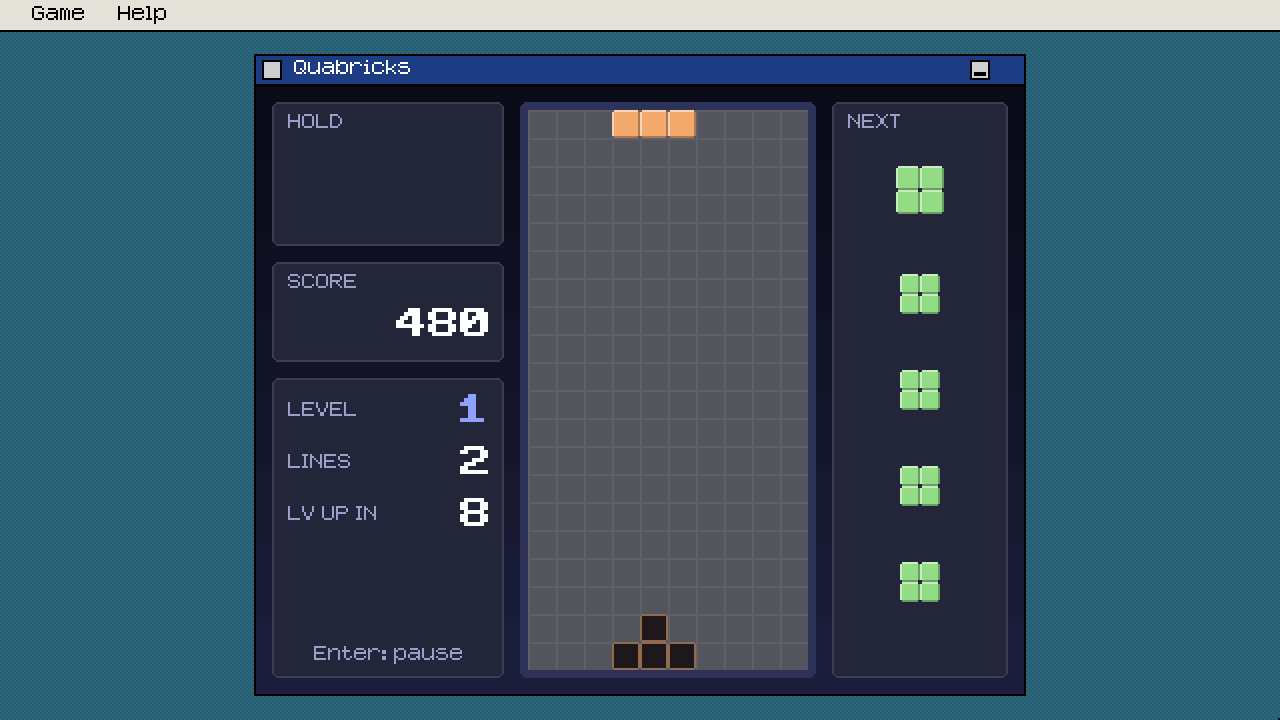 Game Help
Quabricks
HOLD
SCORE
480
LEVEL 1
LINES 2
LV UP IN 8
Enter: pause
NEXT